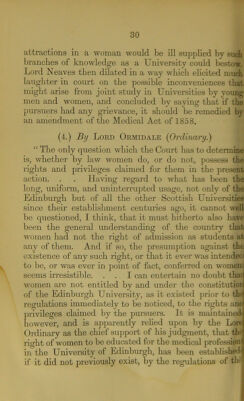 30
attractions in a woman would be ill supplied by such
branches of knowledge as a University could bestow.
Lord Neaves then dilated in a way which elicited much
laughter in court on the possible inconveniences that
might arise from joint study in Universities by young
men and women, and concluded by saying that if the
pursuers had any grievance, it should be remedied by
an amendment of the Medical Act of 1858.
(4.) By Lord Ormidale (Ordinary.)
"The only question which the Court has to determine
is, whether by law women do, or do not, possess the
rights and privileges claimed for them in the present
action. . . . Having regard to what has been the
long, uniform, and uninterrupted usage, not only of the
Edinburgh but of all the other Scottish Universities
since their establishment centuries ago, it cannot well
be questioned, I think, that it must hitherto also have
been the general understanding of the country that
women had not the right of admission as students at
any of them. And if so, the presumption against the
existence of any such right, or that it ever was intended
to be, or was ever in point of fact, conferred on women
seems irresistible. . . . I can entertain no doubt that
women are not entitled by and under the constitution
of the Edinburgh University, as it existed prior to the
regulations immediately to be noticed, to the rights and
privileges claimed by the pursuers. It is maintained
however, and is apparently relied upon by the Lord
Ordinary as the chief support of his judgment, that the
right of women to be educated for the medical profession
in the University of Edinburgh, has been established
if it did not previously exist, by the regulations of the